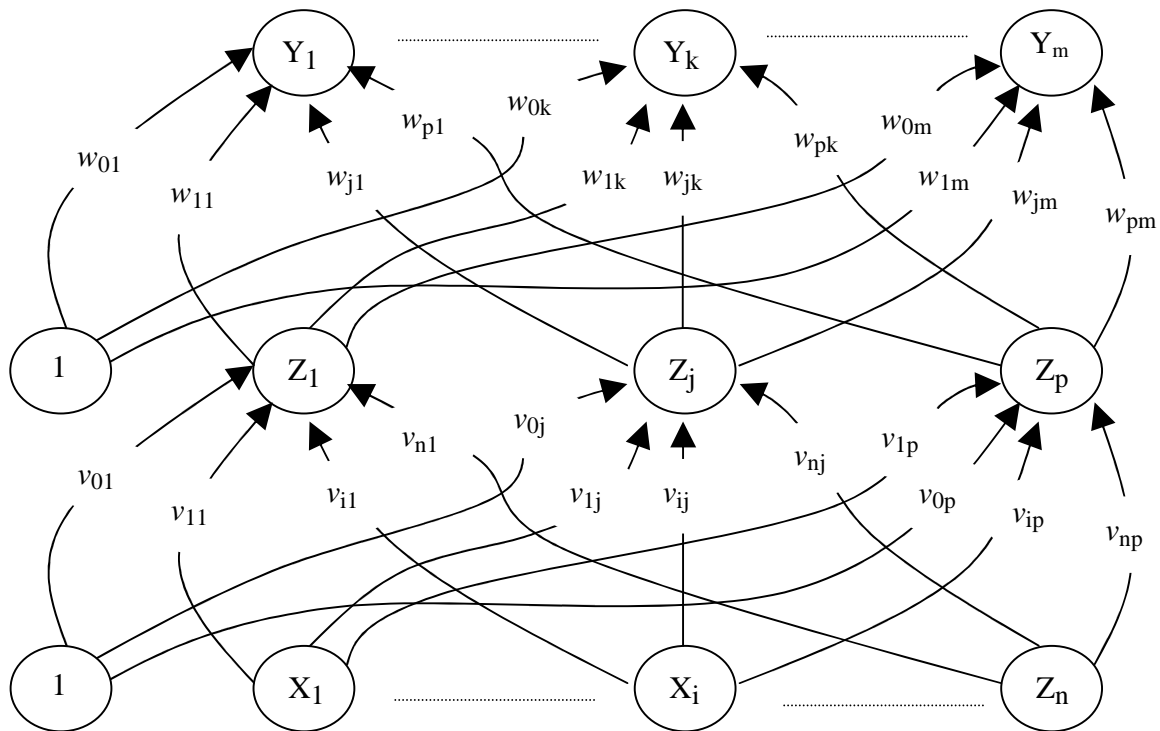 Y1 Yk Ym
w01 w11 wj1 wp1 w0k w1k wjk wpk w0m w1m wjm wpm
1 Z1 Zj Zp
v01 v11 vi1 vn1 v0j v1j vij vnj v1p v0p vip vnp
1 X1 Xi Zn